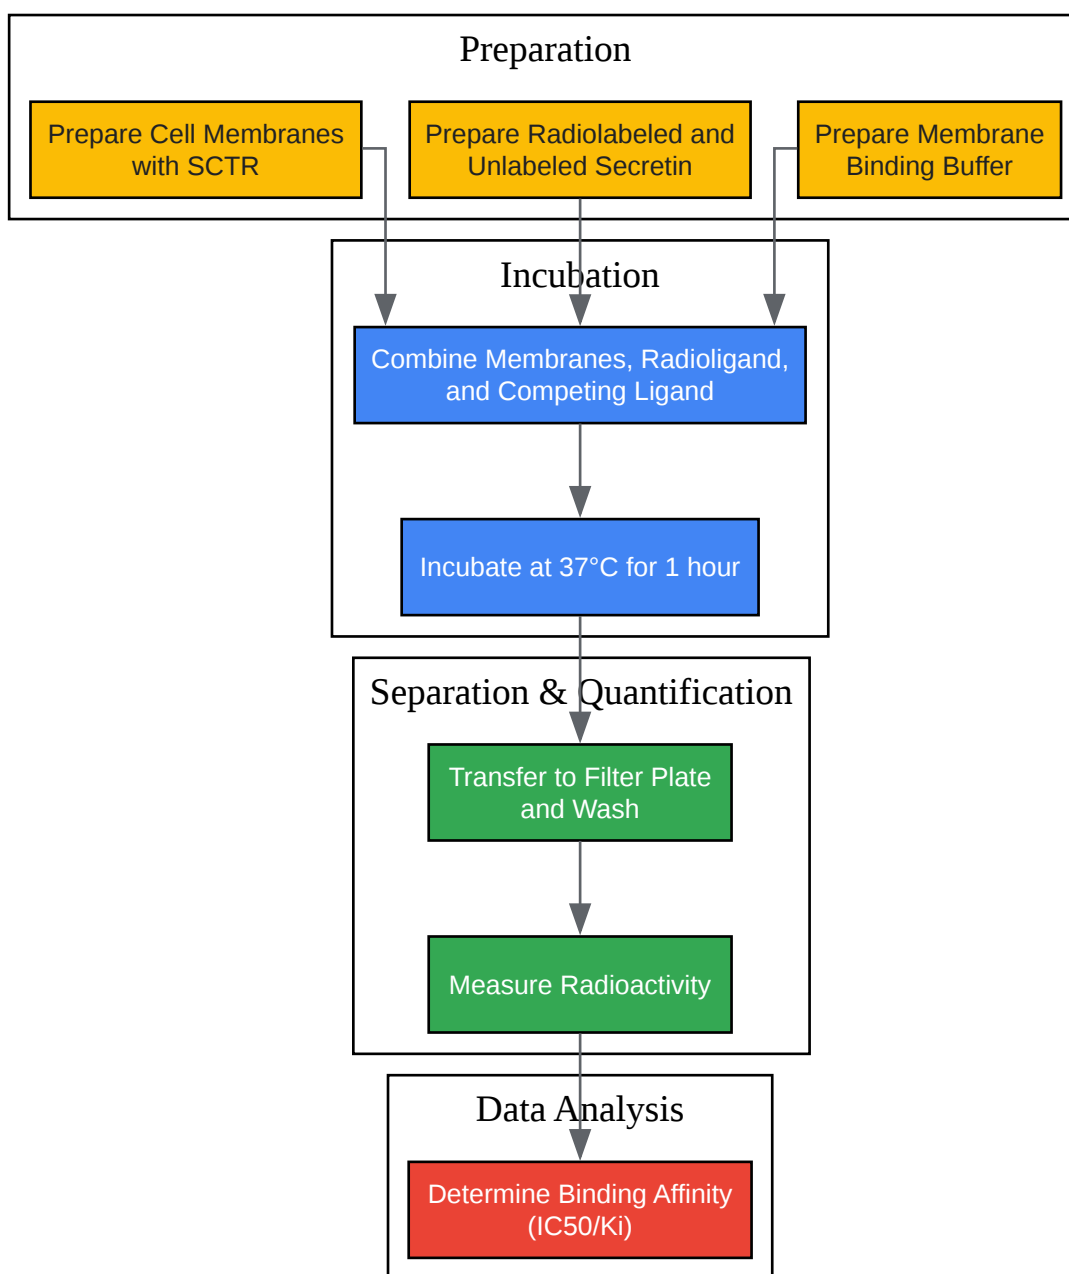 Preparation
Prepare Cell Membranes
with SCTR
Prepare Radiolabeled and
Unlabeled Secretin
Prepare Membrane
Binding Buffer
Incubation
Combine Membranes, Radioligand,
and Competing Ligand
Incubate at 37°C for 1 hour
Separation & Quantification
Transfer to Filter Plate
and Wash
Measure Radioactivity
Data Analysis
Determine Binding Affinity
(IC50/Ki)